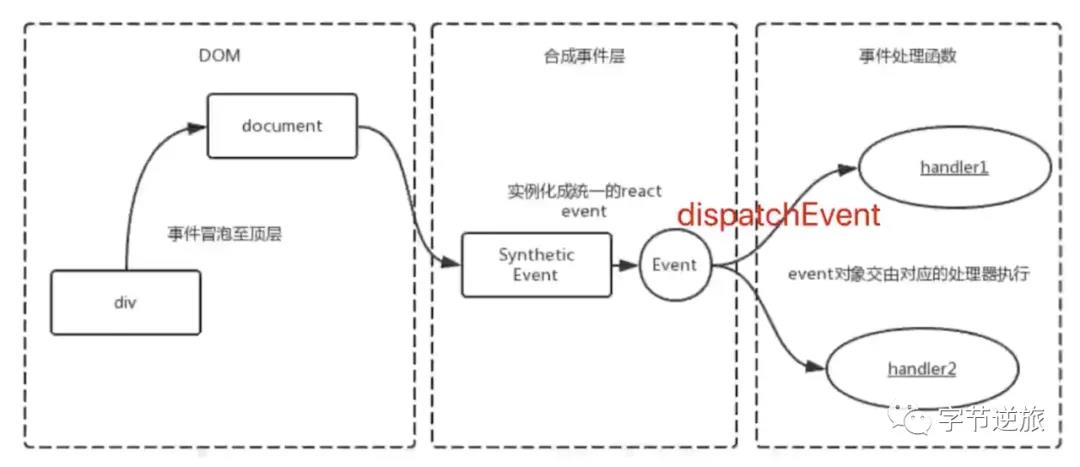 DOM
document
事件冒泡至顶层
div
合成事件层
实例化成统一的react
event
Synthetic
Event
Event
dispatchEvent
事件处理函数
handler1
event对象交由对应的处理器执行
handler2
字节逆旅